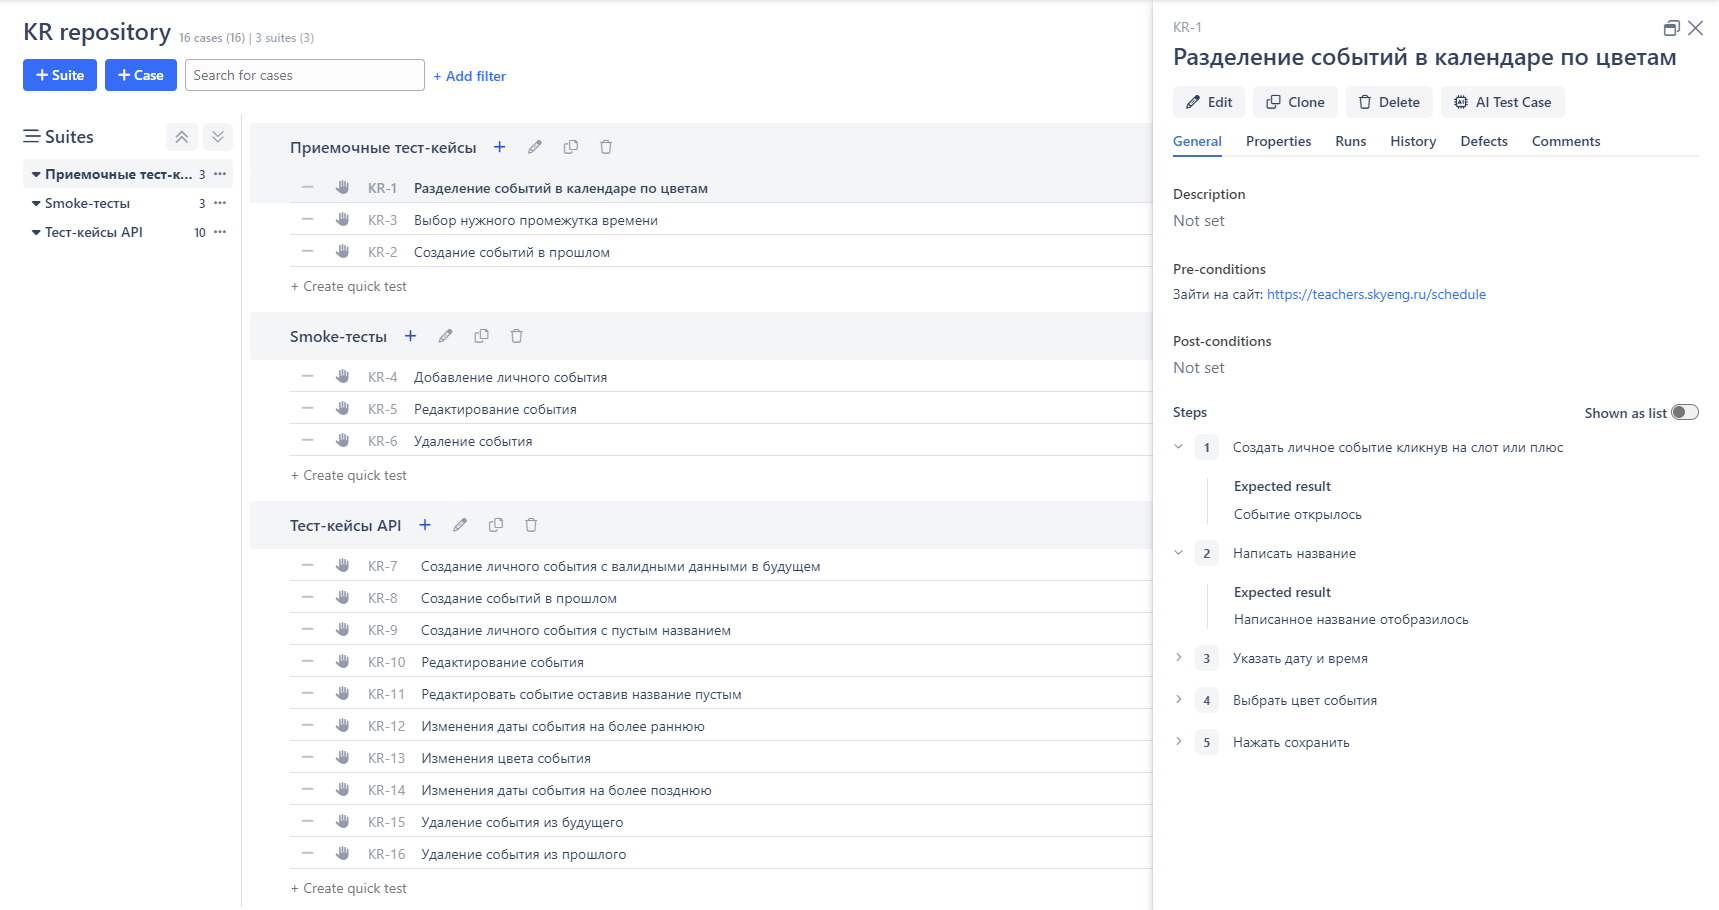 KR repository 16 cases (16) | 3 suites (3)
+ Suite
+ Case
Search for cases
+ Add filter
Suites
Приемочные тест-к... 3
Smoke-тесты 3
Тест-кейсы API 10
Приемочные тест-кейсы
KR-1 Разделение событий в календаре по цветам
KR-3 Выбор нужного промежутка времени
KR-2 Создание событий в прошлом
+ Create quick test
Smoke-тесты
KR-4 Добавление личного события
KR-5 Редактирование события
KR-6 Удаление события
+ Create quick test
Тест-кейсы API
KR-7 Создание личного события с валидными данными в будущем
KR-8 Создание событий в прошлом
KR-9 Создание личного события с пустым названием
KR-10 Редактирование события
KR-11 Редактировать событие оставив название пустым
KR-12 Изменения даты события на более раннюю
KR-13 Изменения цвета события
KR-14 Изменения даты события на более позднюю
KR-15 Удаление события из будущего
KR-16 Удаление события из прошлого
+ Create quick test
KR-1
Разделение событий в календаре по цветам
Edit
Clone
Delete
AI Test Case
General Properties Runs History Defects Comments
Description
Not set
Pre-conditions
Зайти на сайт: https://teachers.skyeng.ru/schedule
Post-conditions
Not set
Steps
Shown as list
1 Создать личное событие кликнув на слот или плюс
Expected result
Событие открылось
2 Написать название
Expected result
Написанное название отобразилось
3 Указать дату и время
4 Выбрать цвет события
5 Нажать сохранить